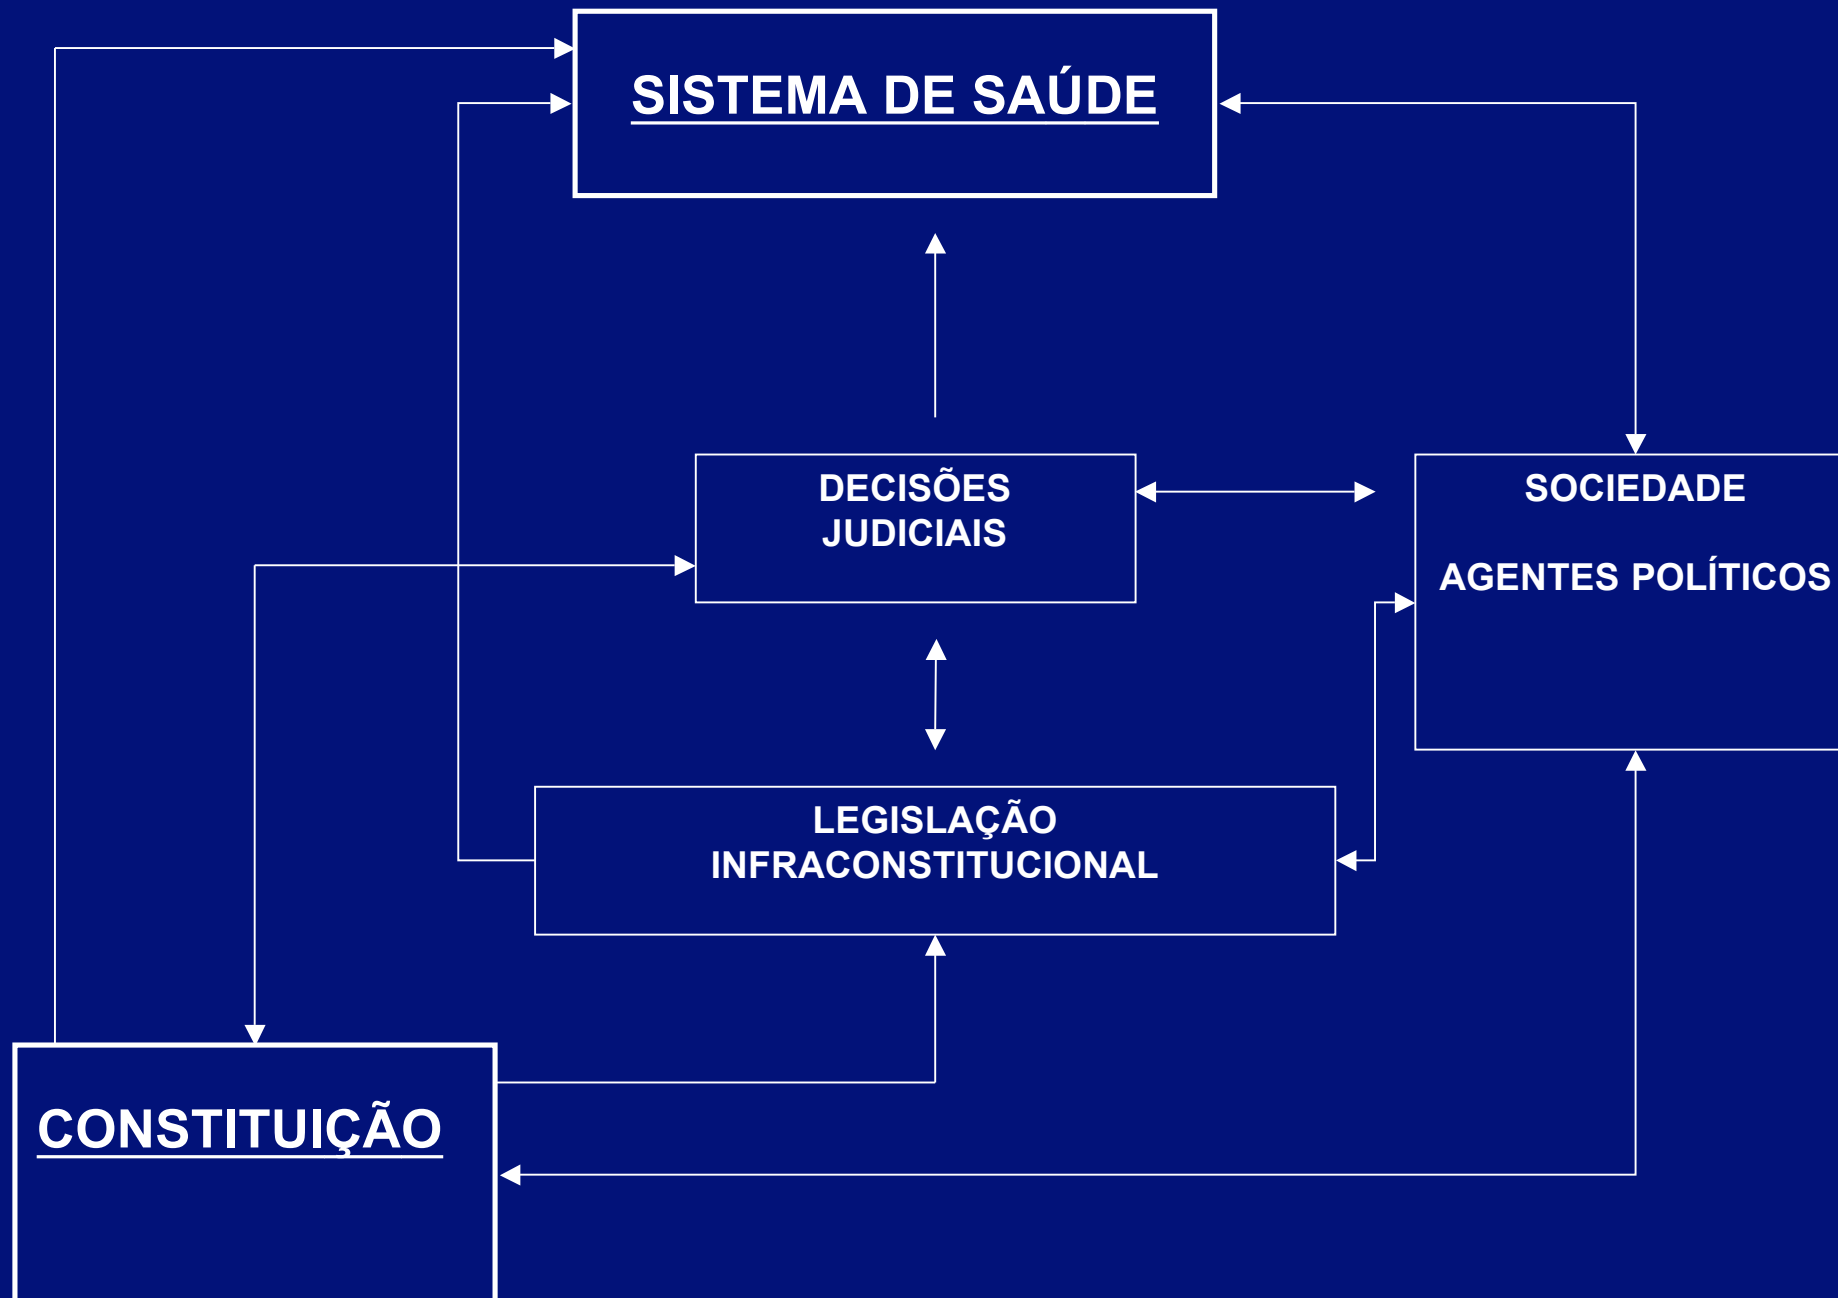 SISTEMA DE SAÚDE
DECISÕES
JUDICIAIS
SOCIEDADE
AGENTES POLÍTICOS
LEGISLAÇÃO
INFRACONSTITUCIONAL
CONSTITUIÇÃO